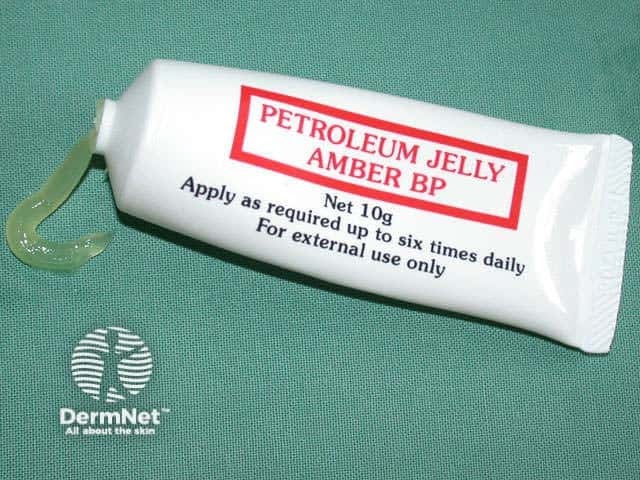 PETROLEUM JELLY
AMBER BP
Net 10g
Apply as required up to six times daily
For external use only
DermNet™
All about the skin